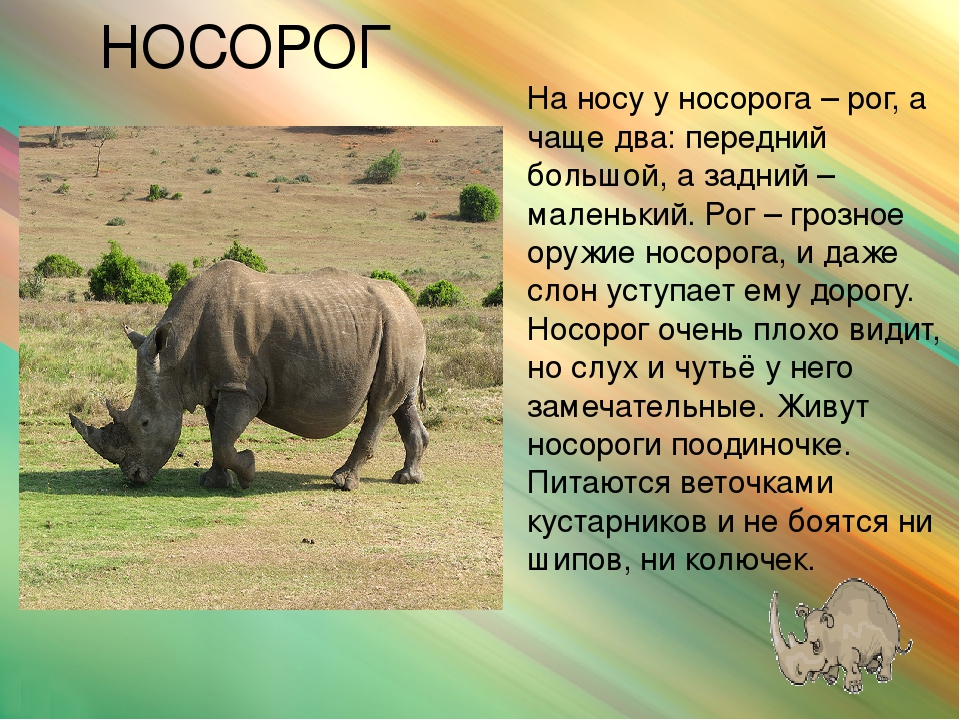 НОСОРОГ
На носу у носорога – рог, а
чаще два: передний
большой, а задний –
маленький. Рог – грозное
оружие носорога, и даже
слон уступает ему дорогу.
Носорог очень плохо видит,
но слух и чутьё у него
замечательные. Живут
носороги поодиночке.
Питаются веточками
кустарников и не боятся ни
шипов, ни колючек.